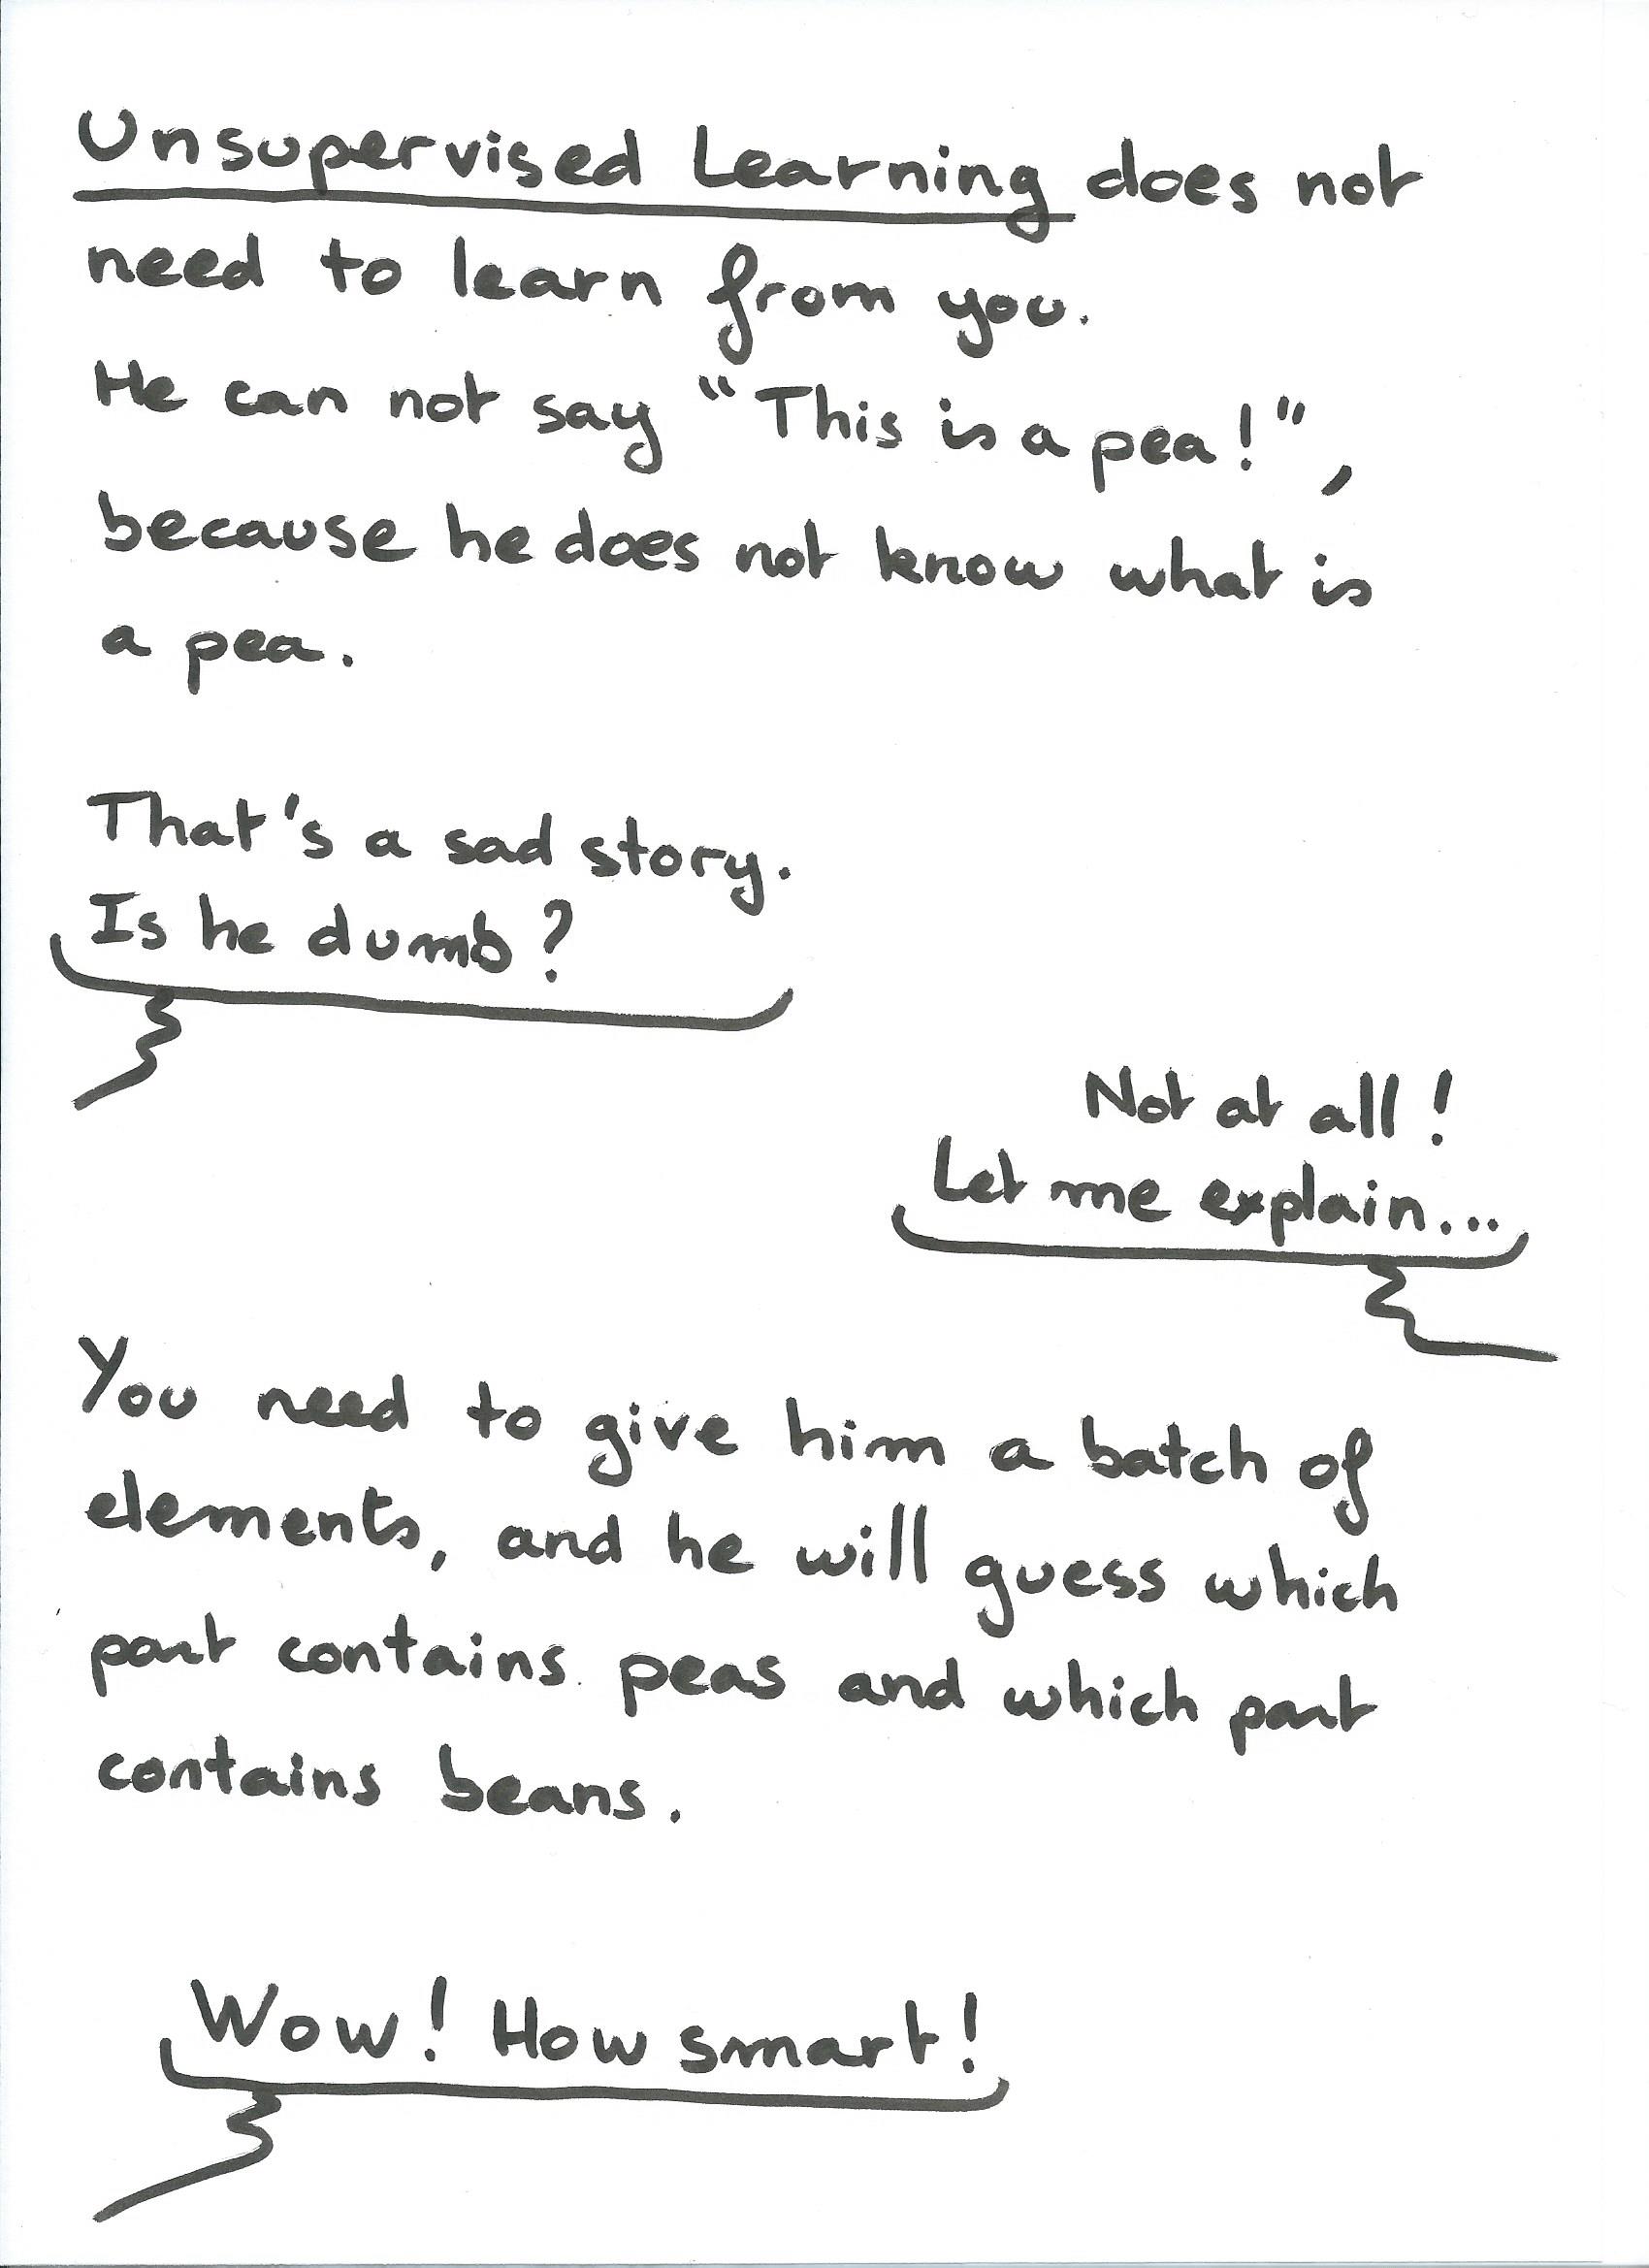 Unsupervised Learning does not
need to learn from you.
He can not say "This is a pea!",
because he does not know what is
a pea.
That's a sad story.
Is he dumb?
Not at all!
Let me explain...
You need to give him a batch of
elements, and he will guess which
part contains peas and which part
contains beans.
Wow! How smart!